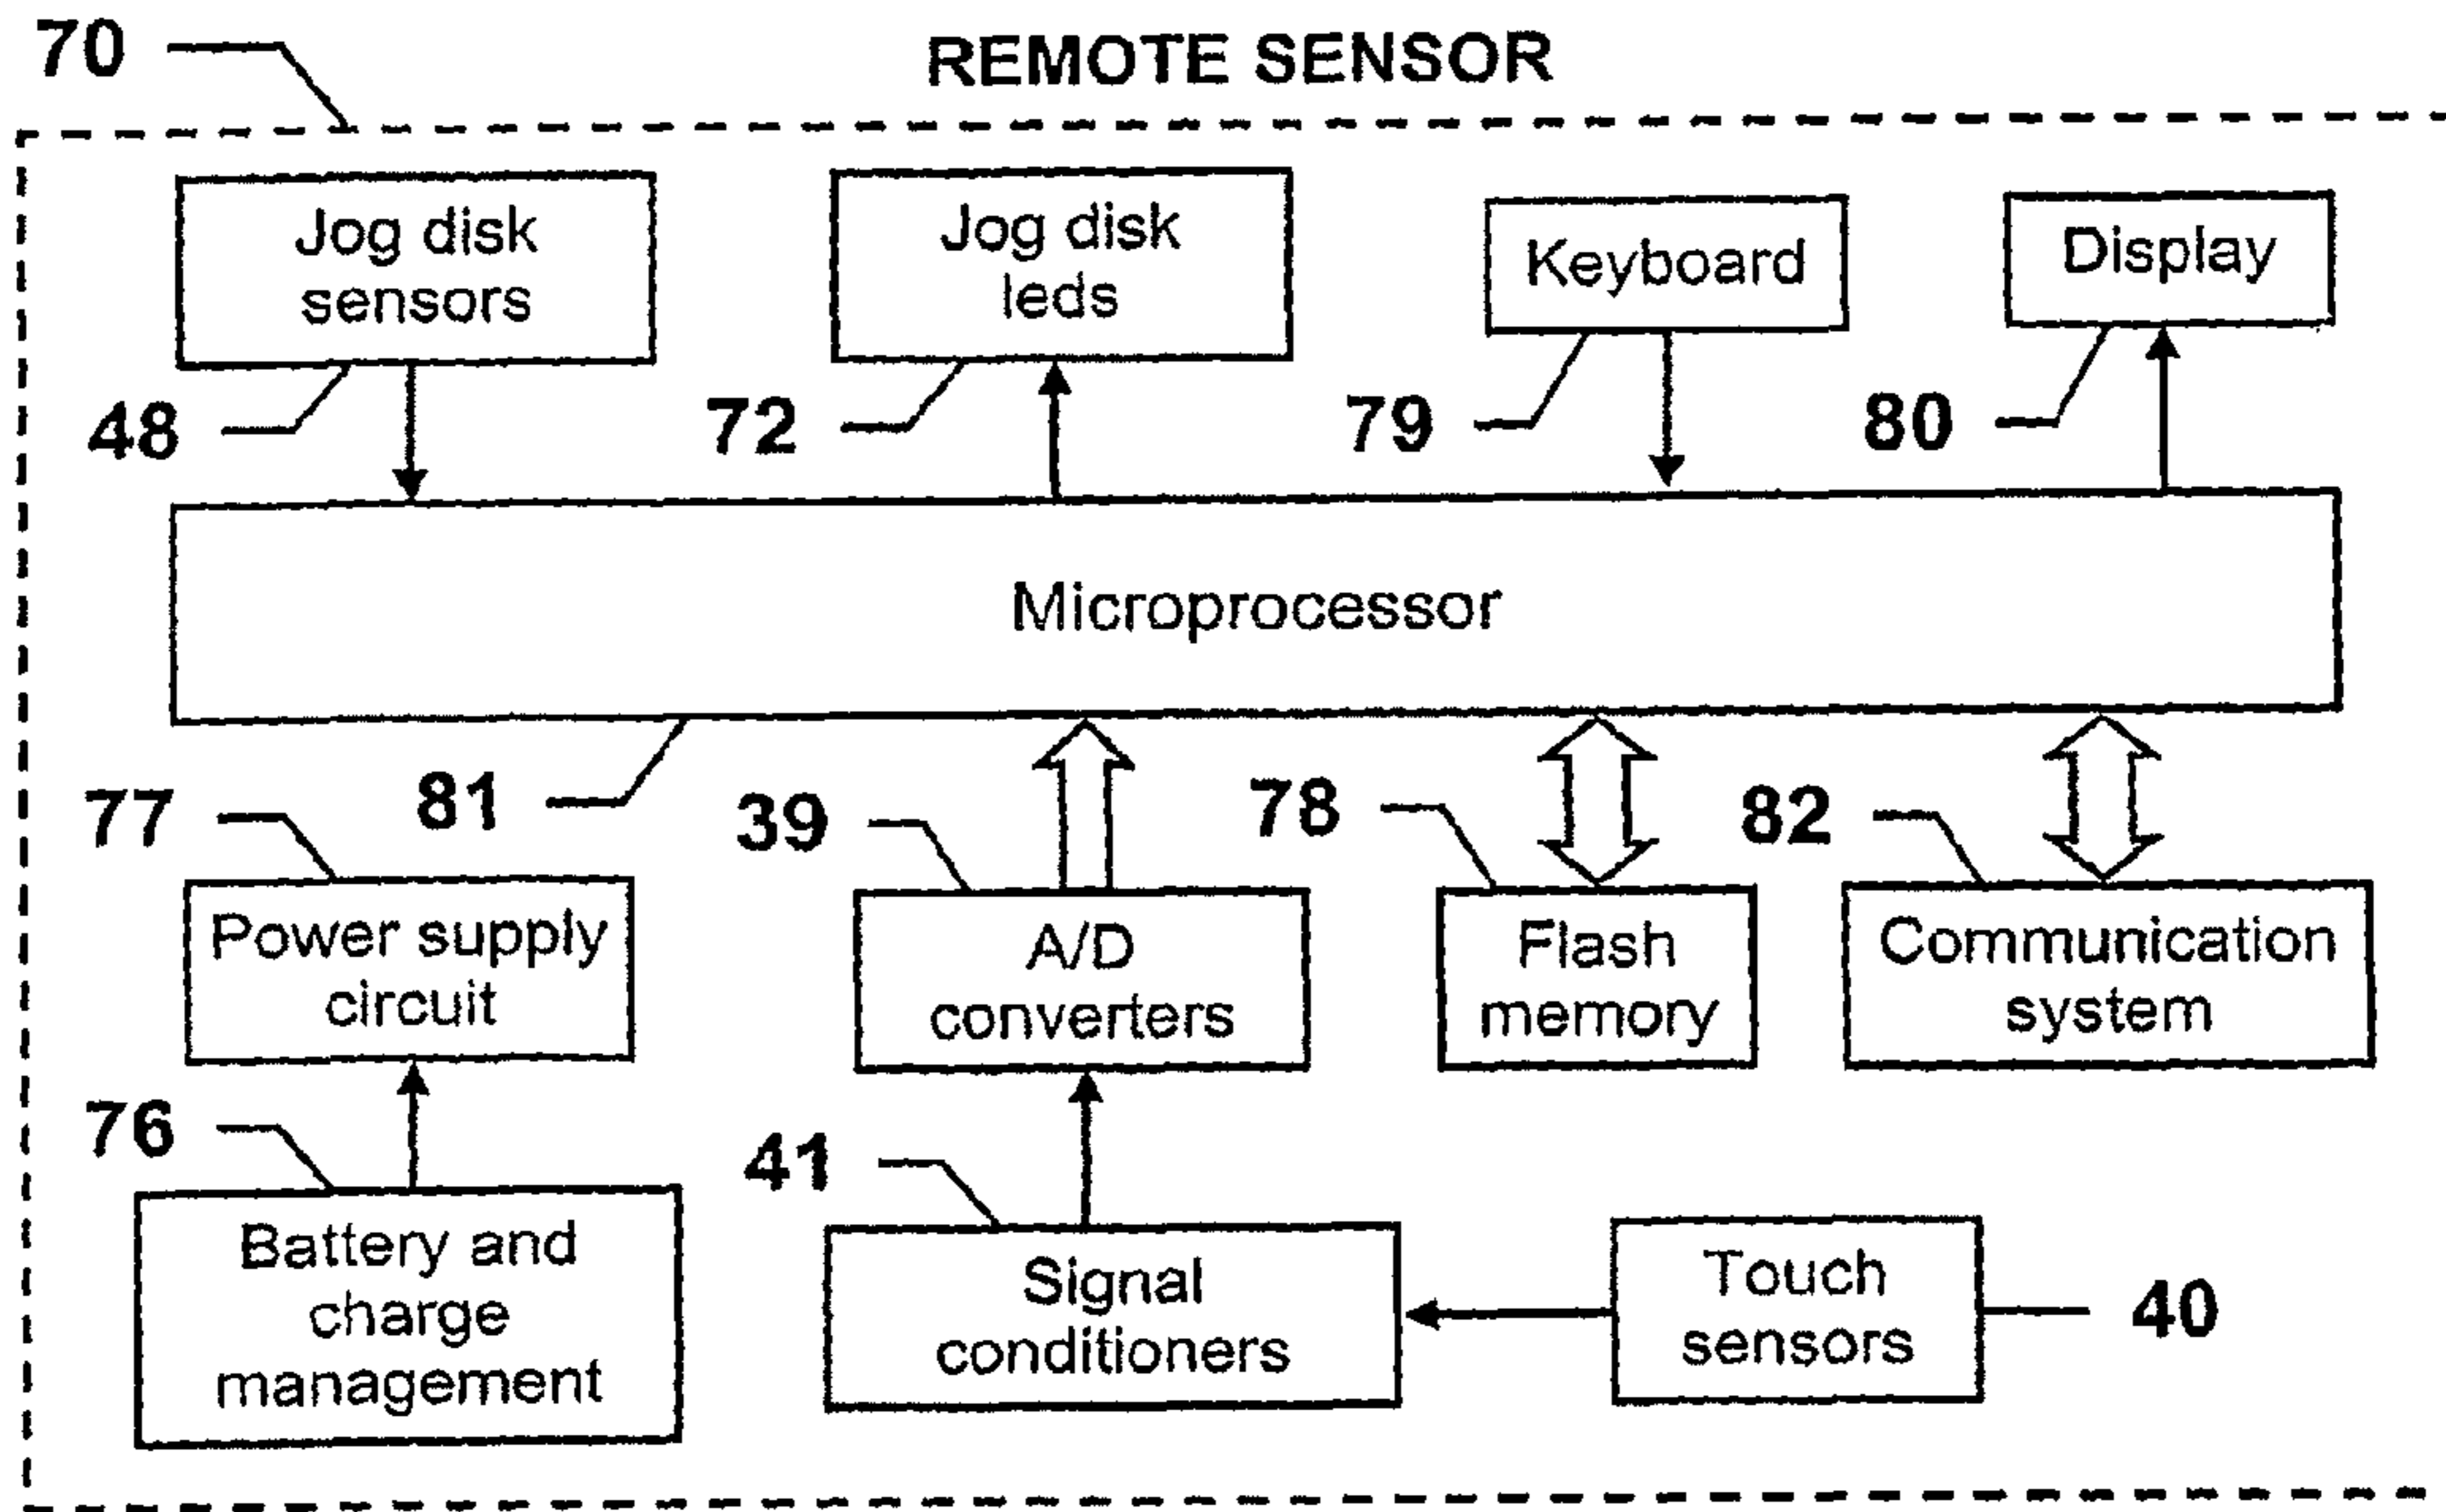 70
REMOTE SENSOR
Jog disk
sensors
Jog disk
leds
Keyboard
Display
48
72
79
80
Microprocessor
77
81
39
78
82
Power supply
circuit
A/D
converters
Flash
memory
Communication
system
76
41
Battery and
charge
management
Signal
conditioners
Touch
sensors
40